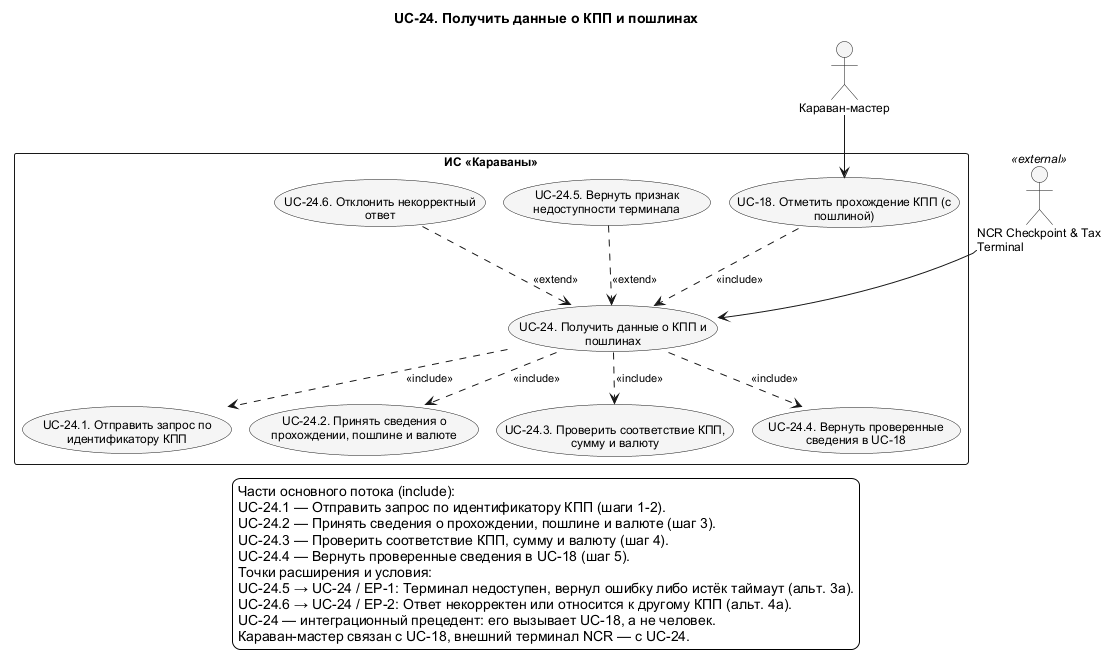 UC-24. Получить данные о КПП и пошлинах
Караван-мастер
ИС «Караваны»
«external»
NCR Checkpoint & Tax
Terminal
UC-24.6. Отклонить некорректный
ответ
UC-24.5. Вернуть признак
недоступности терминала
UC-18. Отметить прохождение КПП (с
пошлиной)
«extend»
«extend»
«include»
UC-24. Получить данные о КПП и
пошлинах
«include»
«include»
«include»
«include»
UC-24.1. Отправить запрос по
идентификатору КПП
UC-24.2. Принять сведения о
прохождении, пошлине и валюте
UC-24.3. Проверить соответствие КПП,
сумму и валюту
UC-24.4. Вернуть проверенные
сведения в UC-18
Части основного потока (include):
UC-24.1 — Отправить запрос по идентификатору КПП (шаги 1-2).
UC-24.2 — Принять сведения о прохождении, пошлине и валюте (шаг 3).
UC-24.3 — Проверить соответствие КПП, сумму и валюту (шаг 4).
UC-24.4 — Вернуть проверенные сведения в UC-18 (шаг 5).
Точки расширения и условия:
UC-24.5 → UC-24 / EP-1: Терминал недоступен, вернул ошибку либо истёк таймаут (альт. 3а).
UC-24.6 → UC-24 / EP-2: Ответ некорректен или относится к другому КПП (альт. 4а).
UC-24 — интеграционный прецедент: его вызывает UC-18, а не человек.
Караван-мастер связан с UC-18, внешний терминал NCR — с UC-24.